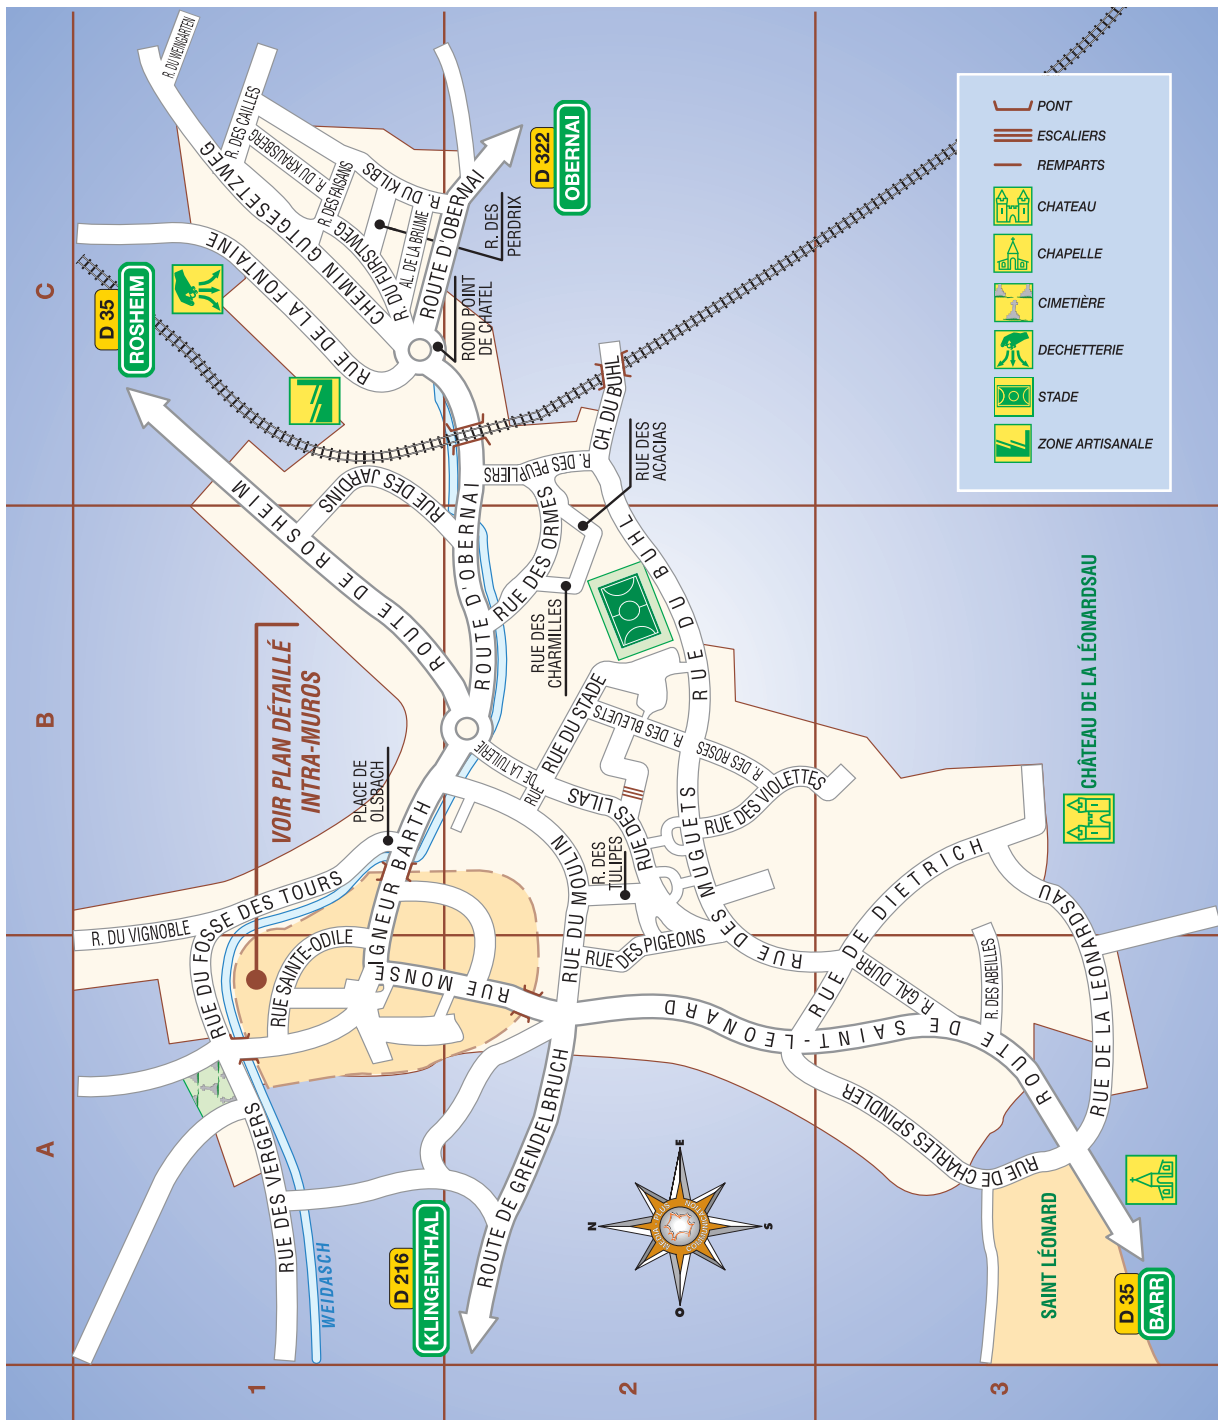 PONT
ESCALIERS
REMPARTS
CHATEAU
CHAPELLE
CIMETIÈRE
DECHETTERIE
STADE
ZONE ARTISANALE
A
B
C
1
2
3
D 35
ROSHEIM
D 322
OBERNAI
D 216
KLINGENTHAL
D 35
BARR
VOIR PLAN DÉTAILLÉ
INTRA-MUROS
R. DU WEINGARTEN
R. DES CAILLES
R. DU KRAUSBERG
R. DES FAISANS
R. DU KILBS
CHEMIN GUTGESETZWEG
R. DU FURSTWEG
AL. DE LA BRUME
R. DES
PERDRIX
ROUTE D'OBERNAI
RUE DE LA FONTAINE
ROND POINT
DE CHATEL
CH. DU BUHL
R. DES PEUPLIERS
RUE DES
ACACIAS
RUE DES JARDINS
ROUTE DE ROSHEIM
ROUTE D'OBERNAI
RUE DES ORMES
RUE DES
CHARMILLES
RUE DU BUHL
RUE DU STADE
R. DES BLEUETS
R. DES ROSES
RUE DES VIOLETTES
RUE DE LA TUILERIE
RUE DES LILAS
R. DES
TULIPES
RUE DES MUGUETS
RUE DES PIGEONS
RUE DU MOULIN
PLACE DE
OLSBACH
RUE MONSEIGNEUR BARTH
R. DU VIGNOBLE
RUE DU FOSSE DES TOURS
RUE SAINTE-ODILE
RUE DES VERGERS
WEIDASCH
ROUTE DE GRENDELBRUCH
ROUTE DE SAINT-LEONARD
RUE DE DIETRICH
R. GAL DURR
R. DES ABEILLES
RUE DE LA LEONARDSAU
RUE DE CHARLES SPINDLER
CHÂTEAU DE LA LÉONARDSAU
SAINT LÉONARD
N
E
S
O